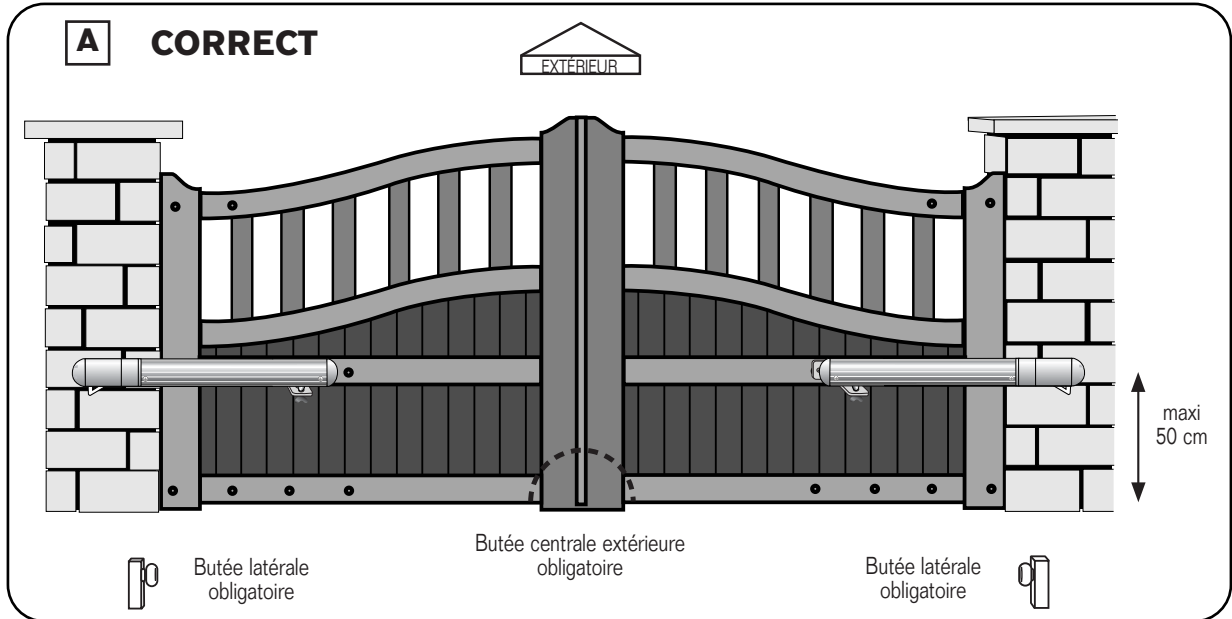 A CORRECT
EXTÉRIEUR
maxi
50 cm
Butée centrale extérieure
obligatoire
Butée latérale
obligatoire
Butée latérale
obligatoire